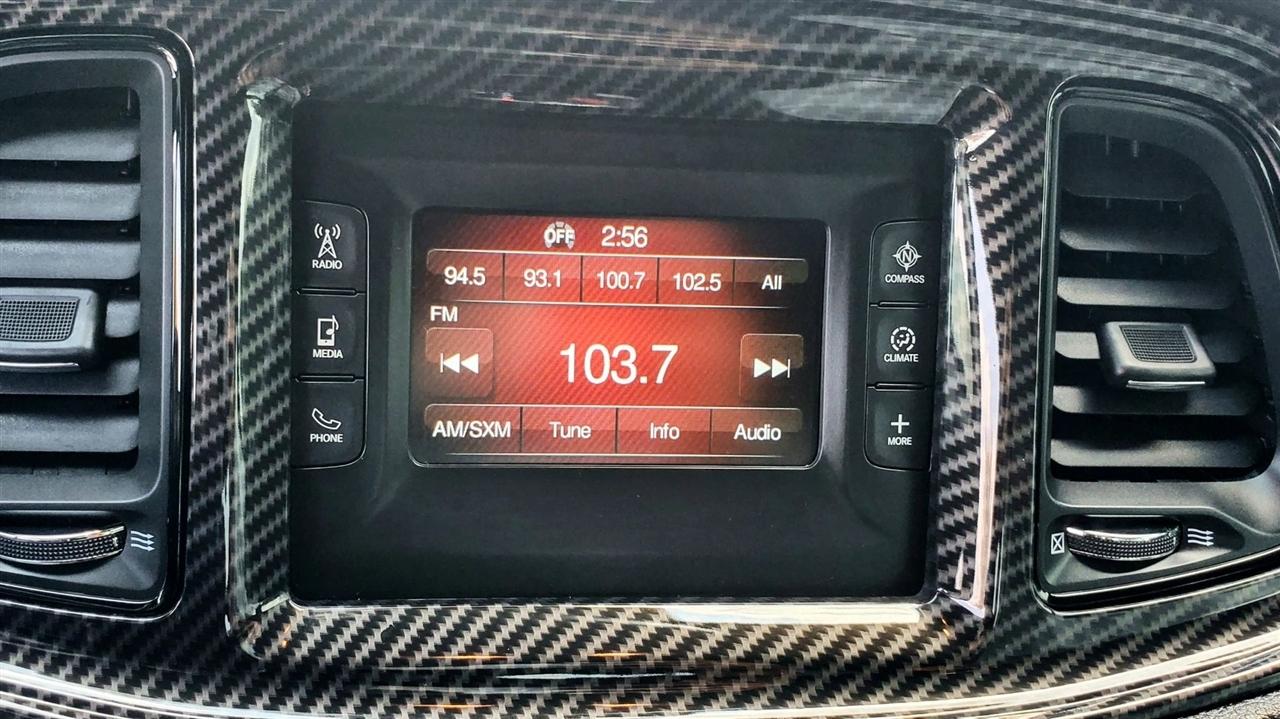 OFF 2:56
94.5 93.1 100.7 102.5 All
FM
103.7
AM/SXM Tune Info Audio
RADIO
MEDIA
PHONE
N
COMPASS
CLIMATE
MORE